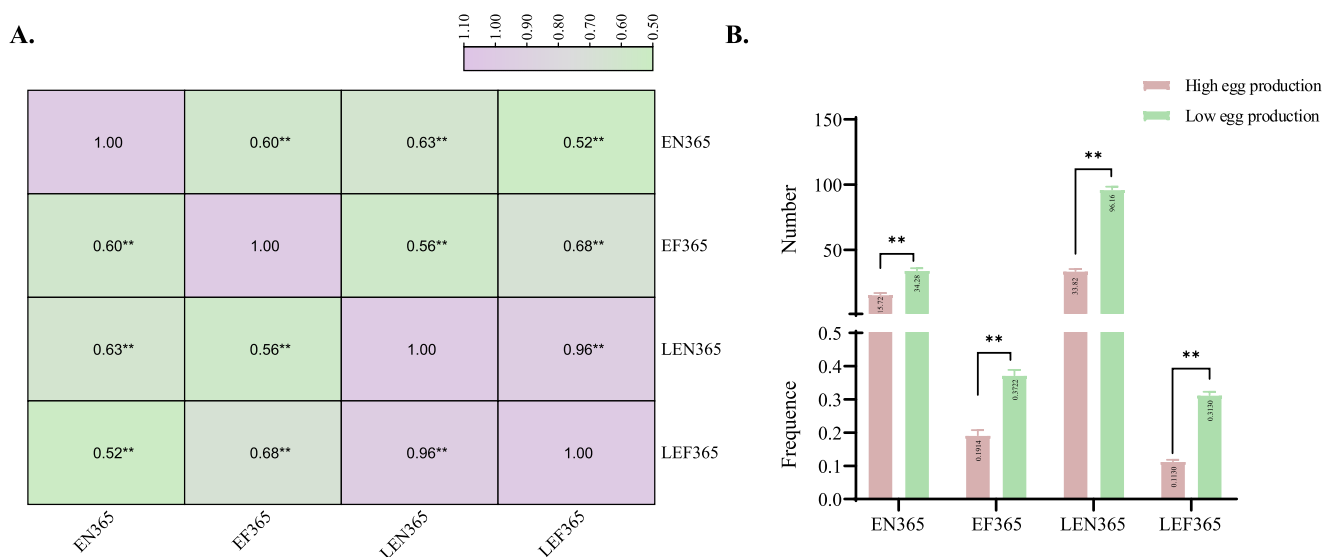 A.
1.10 1.00 0.90 0.80 0.70 0.60 0.50
1.00 0.60** 0.63** 0.52** EN365
0.60** 1.00 0.56** 0.68** EF365
0.63** 0.56** 1.00 0.96** LEN365
0.52** 0.68** 0.96** 1.00 LEF365
EN365 EF365 LEN365 LEF365
B.
High egg production
Low egg production
Number
150
100
50
Frequence
0.5
0.4
0.3
0.2
0.1
0.0
**
15.72
34.28
**
0.1914
0.3722
**
33.82
96.16
**
0.1130
0.3130
EN365 EF365 LEN365 LEF365